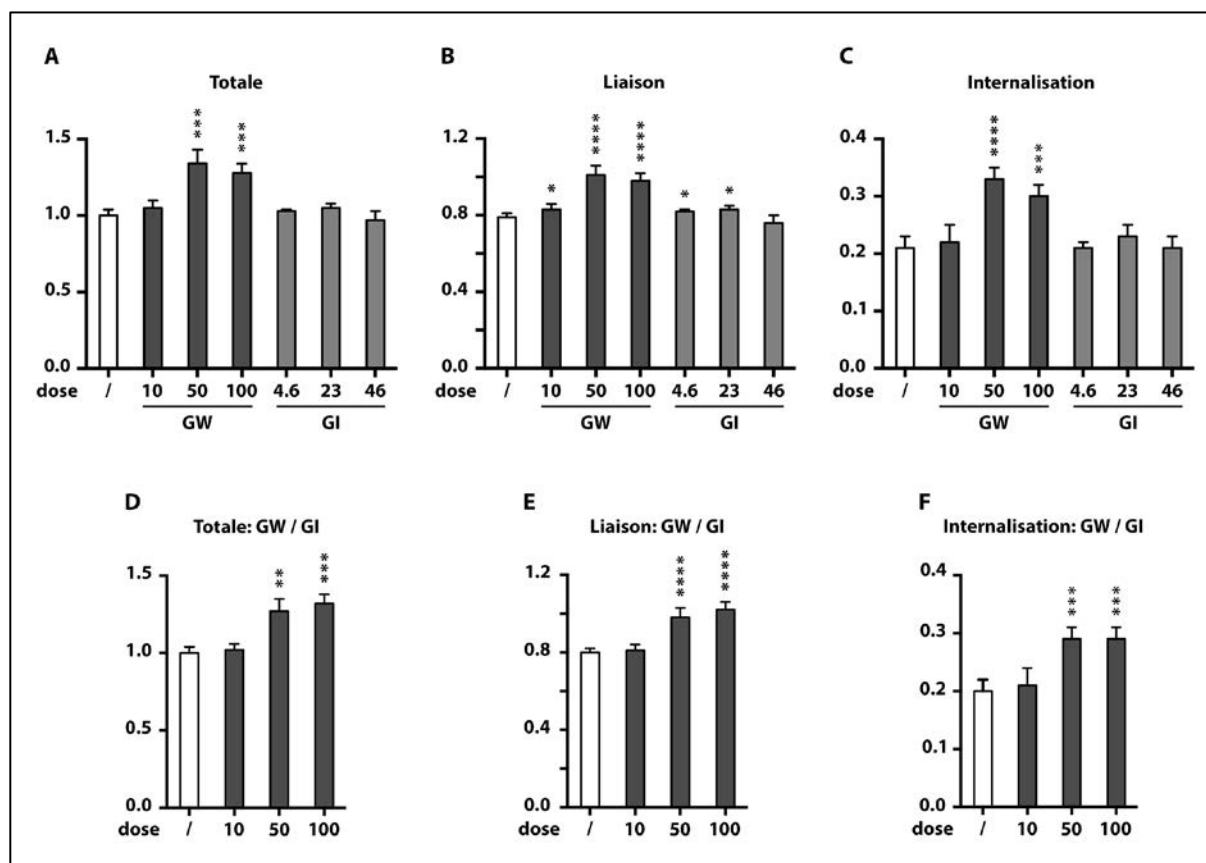 A
Totale
1.5
1.0
0.5
0.0
*** ***
dose / 10 50 100 4.6 23 46
GW GI
B
Liaison
1.2
0.8
0.4
0.0
* **** **** * *
dose / 10 50 100 4.6 23 46
GW GI
C
Internalisation
0.4
0.3
0.2
0.1
0.0
**** ***
dose / 10 50 100 4.6 23 46
GW GI
D
Totale: GW / GI
1.5
1.0
0.5
0.0
** ***
dose / 10 50 100
E
Liaison: GW / GI
1.2
0.8
0.4
0.0
**** ****
dose / 10 50 100
F
Internalisation: GW / GI
0.4
0.3
0.2
0.1
0.0
*** ***
dose / 10 50 100